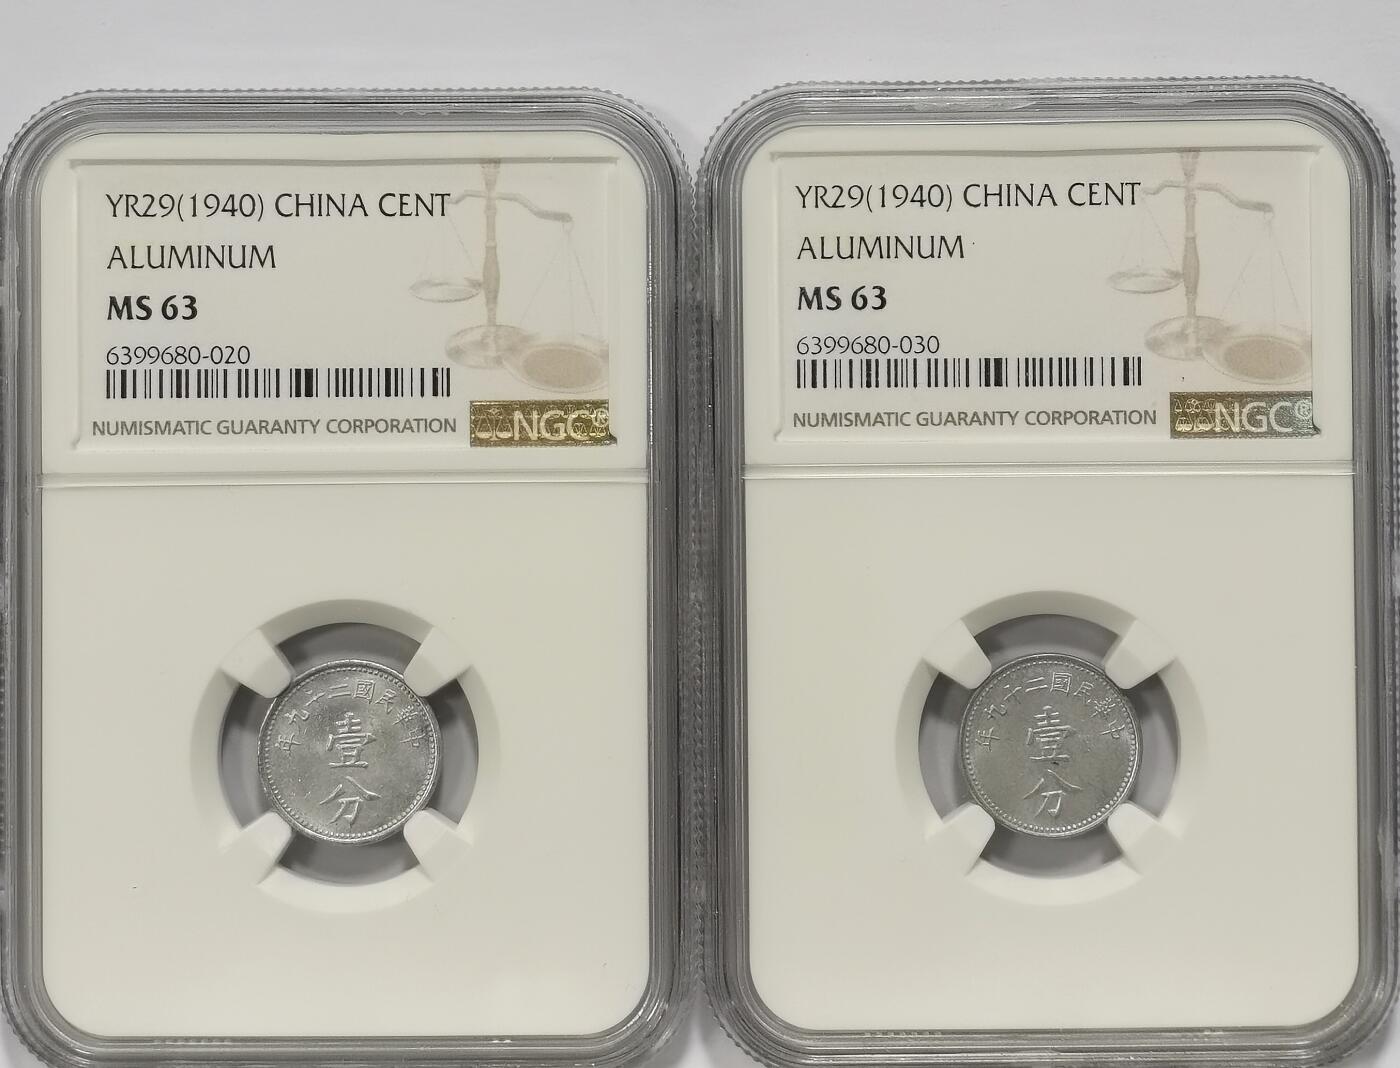 YR29(1940) CHINA CENT
ALUMINUM
MS 63
6399680-020
NUMISMATIC GUARANTY CORPORATION
NGC®
中華民國二十九年
壹
分
YR29(1940) CHINA CENT
ALUMINUM
MS 63
6399680-030
NUMISMATIC GUARANTY CORPORATION
NGC®
中華民國二十九年
壹
分